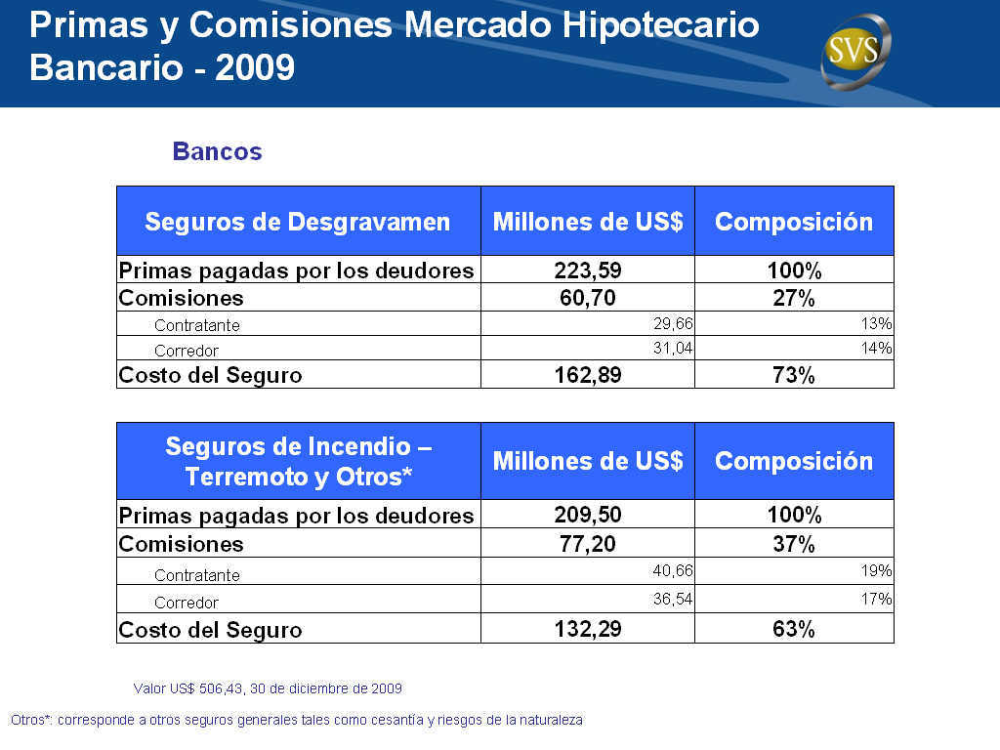 Primas y Comisiones Mercado Hipotecario
Bancario - 2009
SVS
Bancos
Seguros de Desgravamen Millones de US$ Composición
Primas pagadas por los deudores 223,59 100%
Comisiones 60,70 27%
Contratante 29,66 13%
Corredor 31,04 14%
Costo del Seguro 162,89 73%
Seguros de Incendio –
Terremoto y Otros* Millones de US$ Composición
Primas pagadas por los deudores 209,50 100%
Comisiones 77,20 37%
Contratante 40,66 19%
Corredor 36,54 17%
Costo del Seguro 132,29 63%
Valor US$ 506,43, 30 de diciembre de 2009
Otros*: corresponde a otros seguros generales tales como cesantía y riesgos de la naturaleza